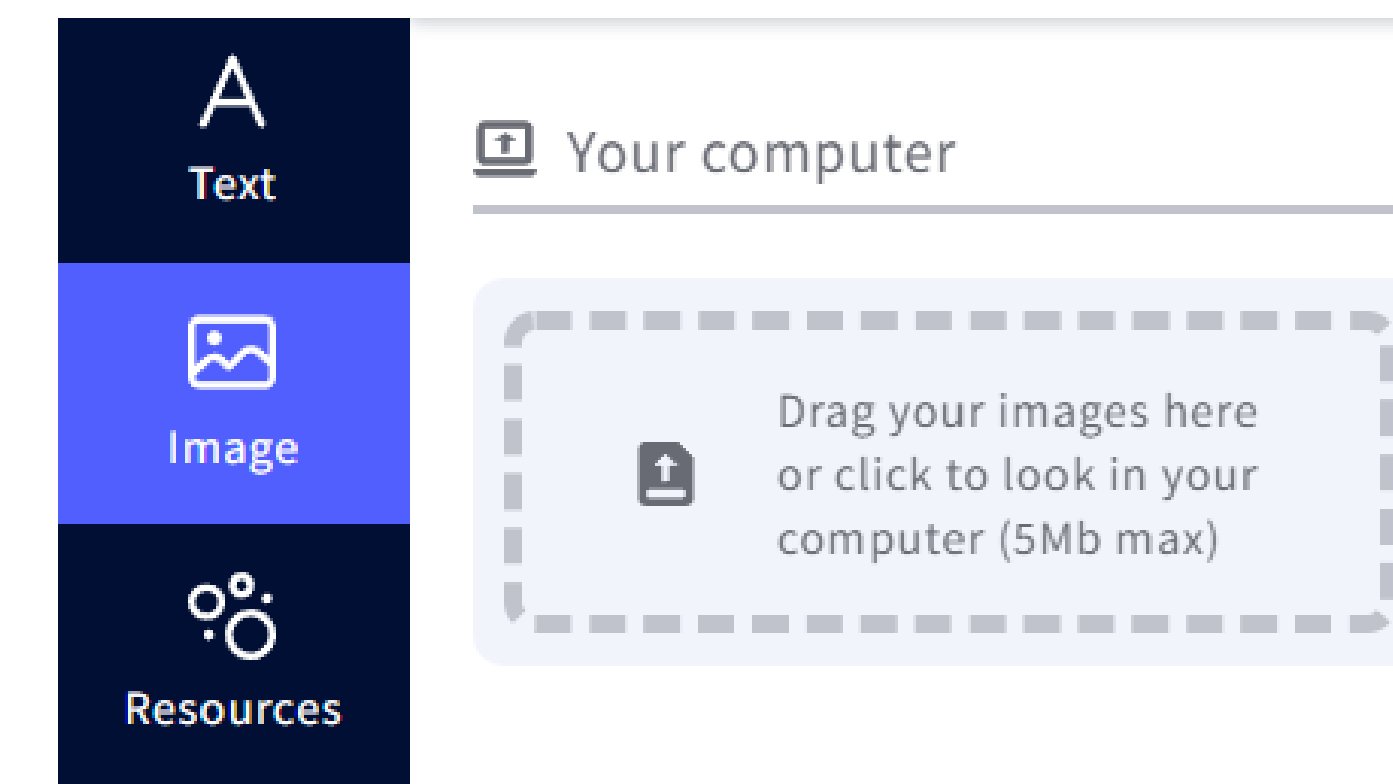 Text
Image
Resources
Your computer
Drag your images here
or click to look in your
computer (5Mb max)